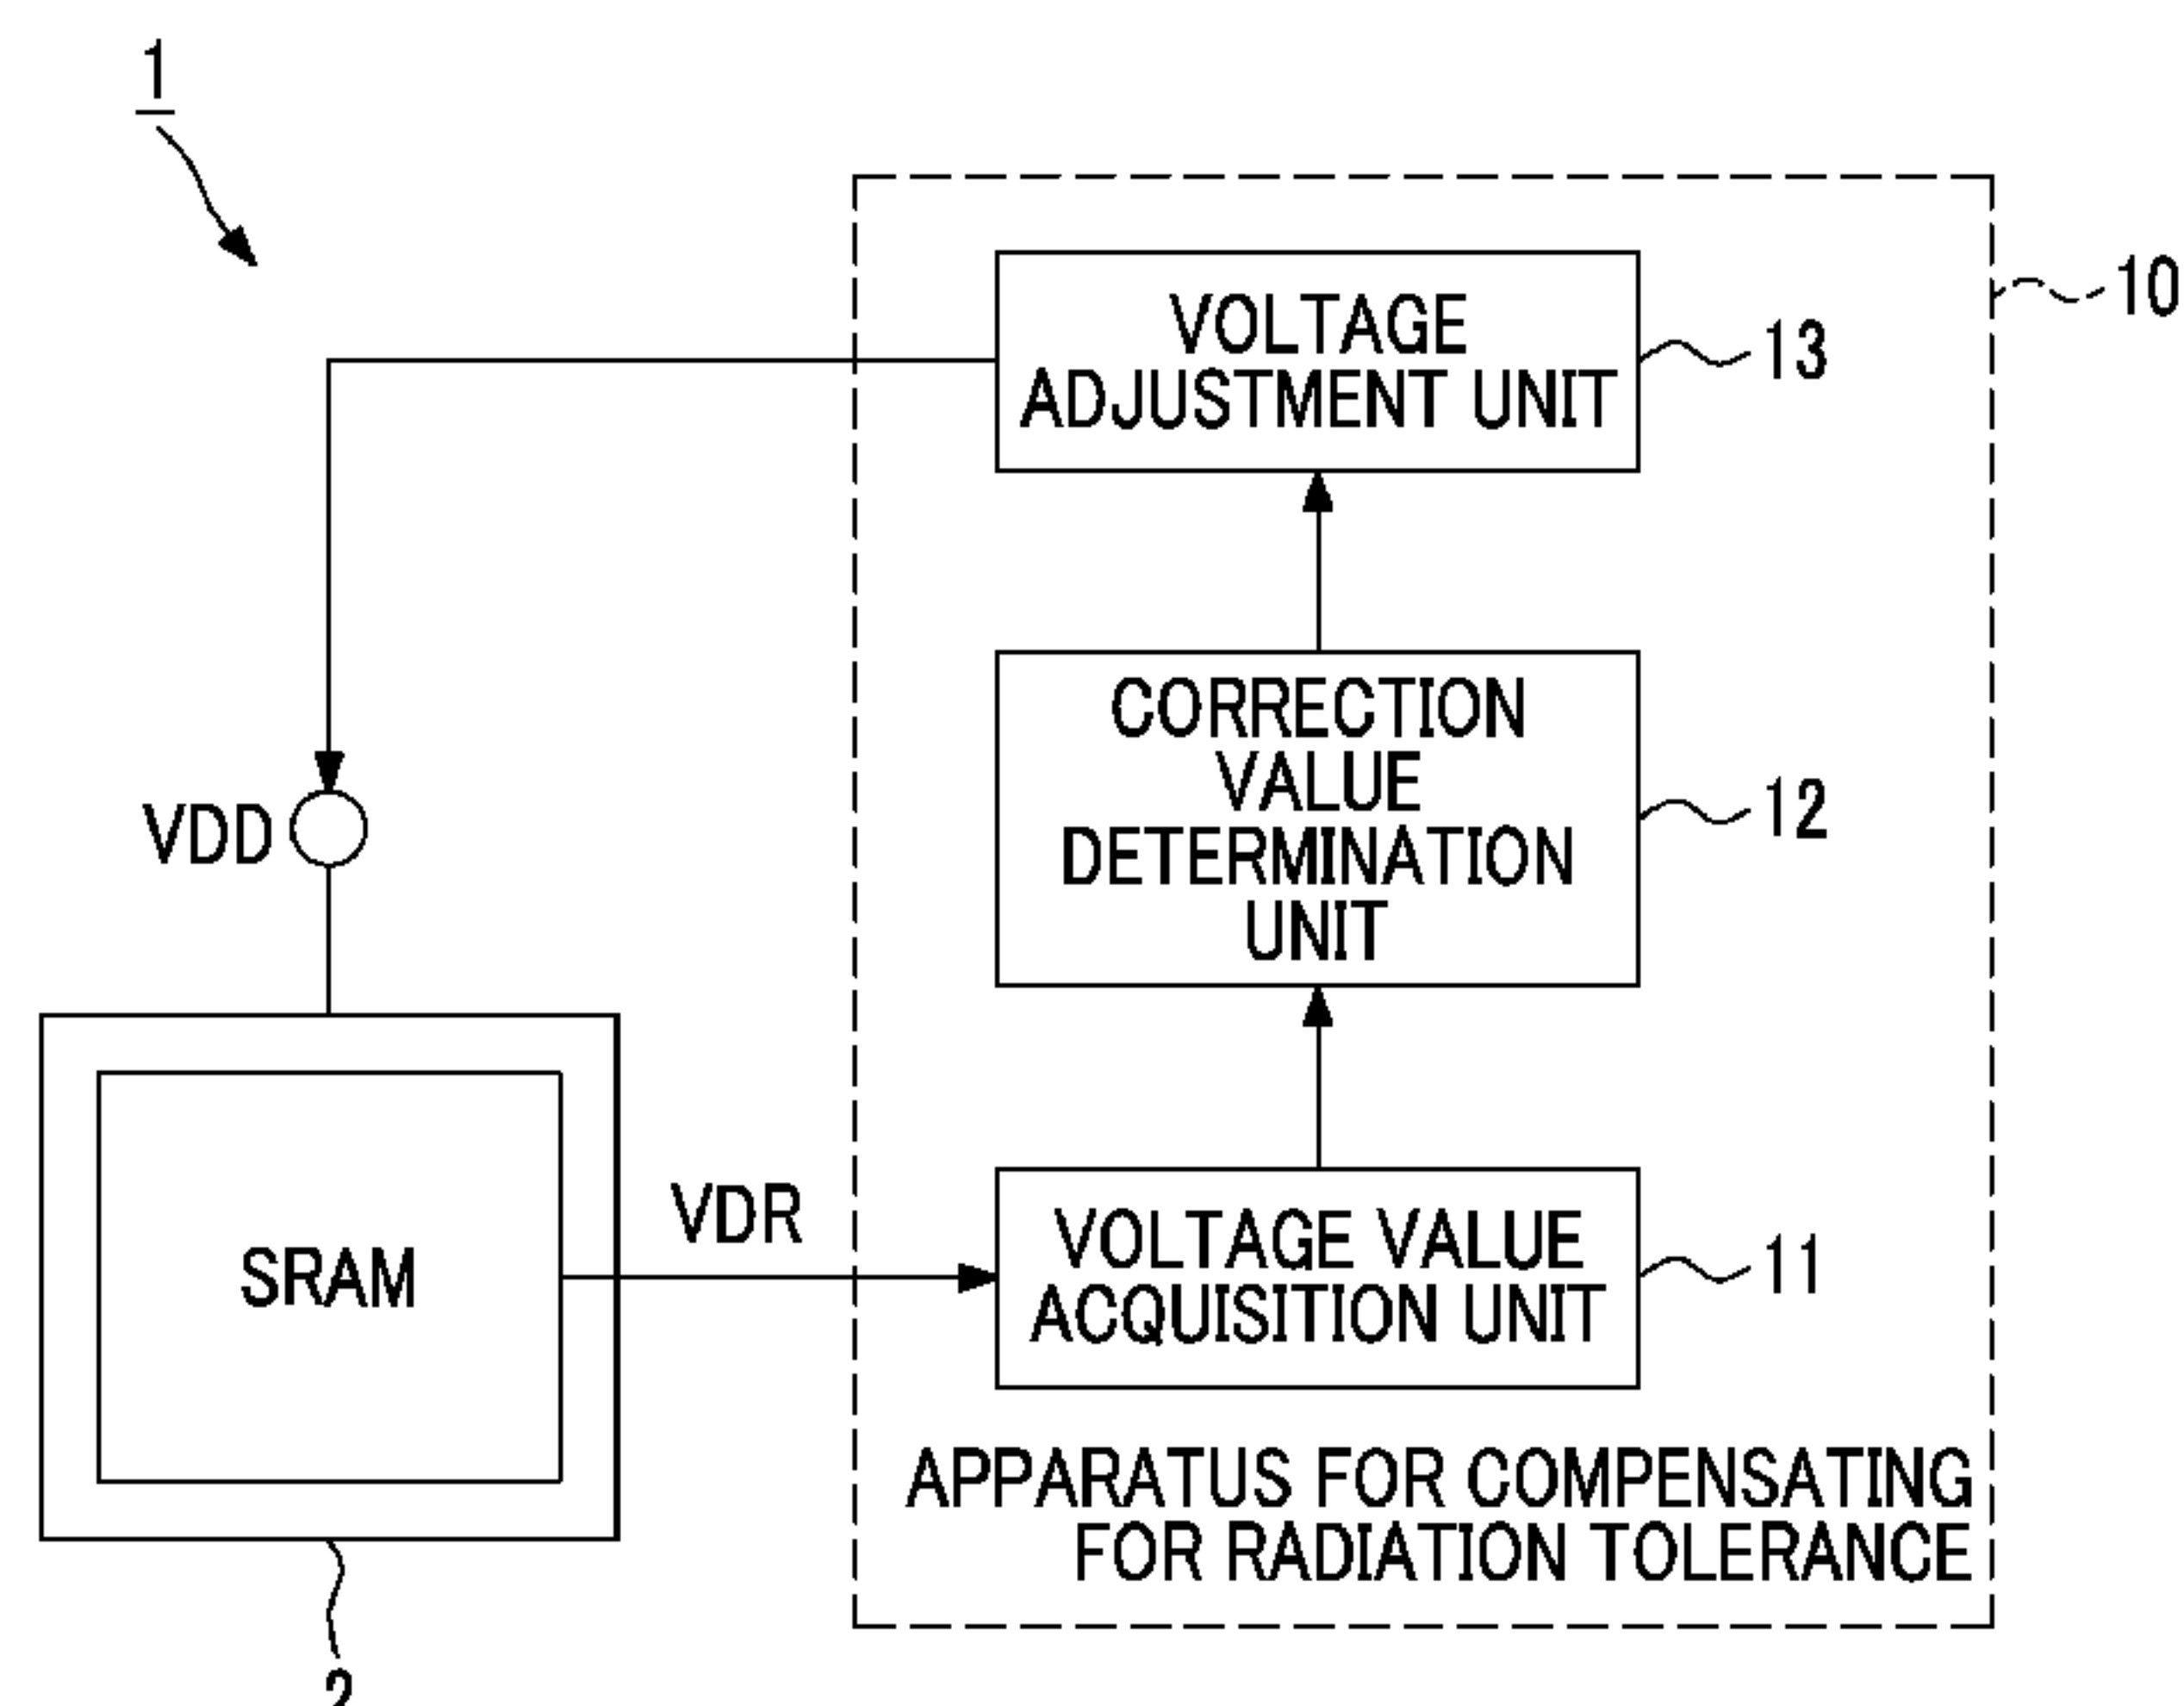 1
10
VOLTAGE
ADJUSTMENT UNIT
13
CORRECTION
VALUE
DETERMINATION
UNIT
12
VDD
VDR
SRAM
VOLTAGE VALUE
ACQUISITION UNIT
11
APPARATUS FOR COMPENSATING
FOR RADIATION TOLERANCE
2